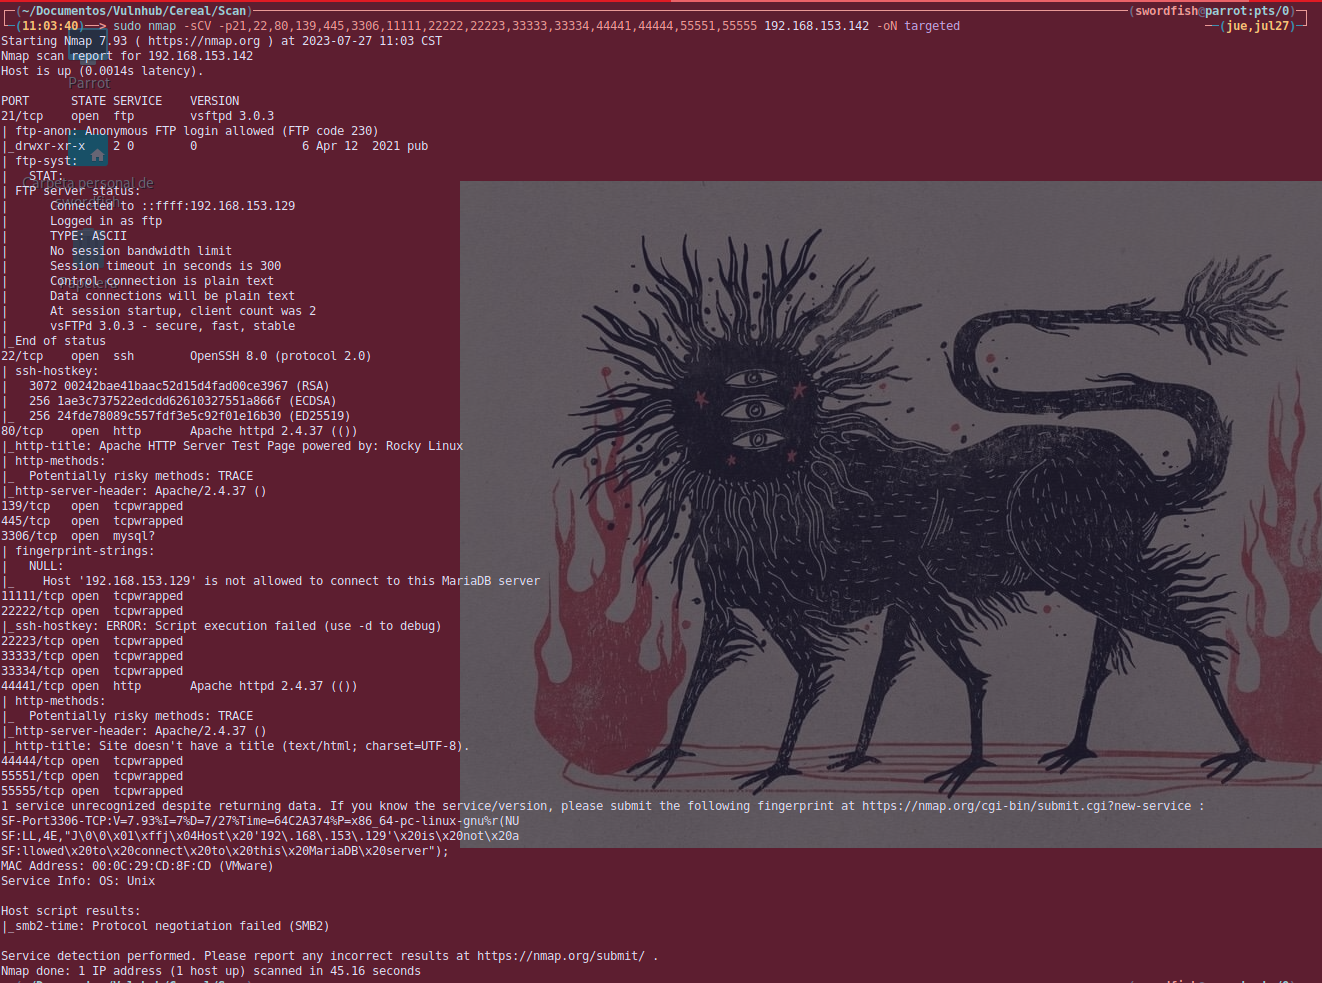 (~/Documentos/Vulnhub/Cereal/Scan) (swordfish@parrot:pts/0)
(11:03:40)──> sudo nmap -sCV -p21,22,80,139,445,3306,11111,22222,22223,33333,33334,44441,44444,55551,55555 192.168.153.142 -oN targeted (jue,jul27)
Starting Nmap 7.93 ( https://nmap.org ) at 2023-07-27 11:03 CST
Nmap scan report for 192.168.153.142
Host is up (0.0014s latency).
Parrot
PORT      STATE SERVICE    VERSION
21/tcp    open  ftp        vsftpd 3.0.3
| ftp-anon: Anonymous FTP login allowed (FTP code 230)
|_drwxr-xr-x    2 0        0               6 Apr 12  2021 pub
| ftp-syst:
|   STAT:
Carpeta personal de
swordfish
| FTP server status:
|      Connected to ::ffff:192.168.153.129
|      Logged in as ftp
|      TYPE: ASCII
|      No session bandwidth limit
|      Session timeout in seconds is 300
|      Control connection is plain text
Papelera
|      Data connections will be plain text
|      At session startup, client count was 2
|      vsFTPd 3.0.3 - secure, fast, stable
|_End of status
22/tcp    open  ssh        OpenSSH 8.0 (protocol 2.0)
| ssh-hostkey:
|   3072 00242bae41baac52d15d4fad00ce3967 (RSA)
|   256 1ae3c737522edcdd62610327551a866f (ECDSA)
|_  256 24fde78089c557fdf3e5c92f01e16b30 (ED25519)
80/tcp    open  http       Apache httpd 2.4.37 (())
|_http-title: Apache HTTP Server Test Page powered by: Rocky Linux
| http-methods:
|_  Potentially risky methods: TRACE
|_http-server-header: Apache/2.4.37 ()
139/tcp   open  tcpwrapped
445/tcp   open  tcpwrapped
3306/tcp  open  mysql?
| fingerprint-strings:
|   NULL:
|_    Host '192.168.153.129' is not allowed to connect to this MariaDB server
11111/tcp open  tcpwrapped
22222/tcp open  tcpwrapped
|_ssh-hostkey: ERROR: Script execution failed (use -d to debug)
22223/tcp open  tcpwrapped
33333/tcp open  tcpwrapped
33334/tcp open  tcpwrapped
44441/tcp open  http       Apache httpd 2.4.37 (())
| http-methods:
|_  Potentially risky methods: TRACE
|_http-server-header: Apache/2.4.37 ()
|_http-title: Site doesn't have a title (text/html; charset=UTF-8).
44444/tcp open  tcpwrapped
55551/tcp open  tcpwrapped
55555/tcp open  tcpwrapped
1 service unrecognized despite returning data. If you know the service/version, please submit the following fingerprint at https://nmap.org/cgi-bin/submit.cgi?new-service :
SF-Port3306-TCP:V=7.93%I=7%D=7/27%Time=64C2A374%P=x86_64-pc-linux-gnu%r(NU
SF:LL,4E,"J\0\0\x01\xffj\x04Host\x20'192\.168\.153\.129'\x20is\x20not\x20a
SF:llowed\x20to\x20connect\x20to\x20this\x20MariaDB\x20server");
MAC Address: 00:0C:29:CD:8F:CD (VMware)
Service Info: OS: Unix
Host script results:
|_smb2-time: Protocol negotiation failed (SMB2)
Service detection performed. Please report any incorrect results at https://nmap.org/submit/ .
Nmap done: 1 IP address (1 host up) scanned in 45.16 seconds